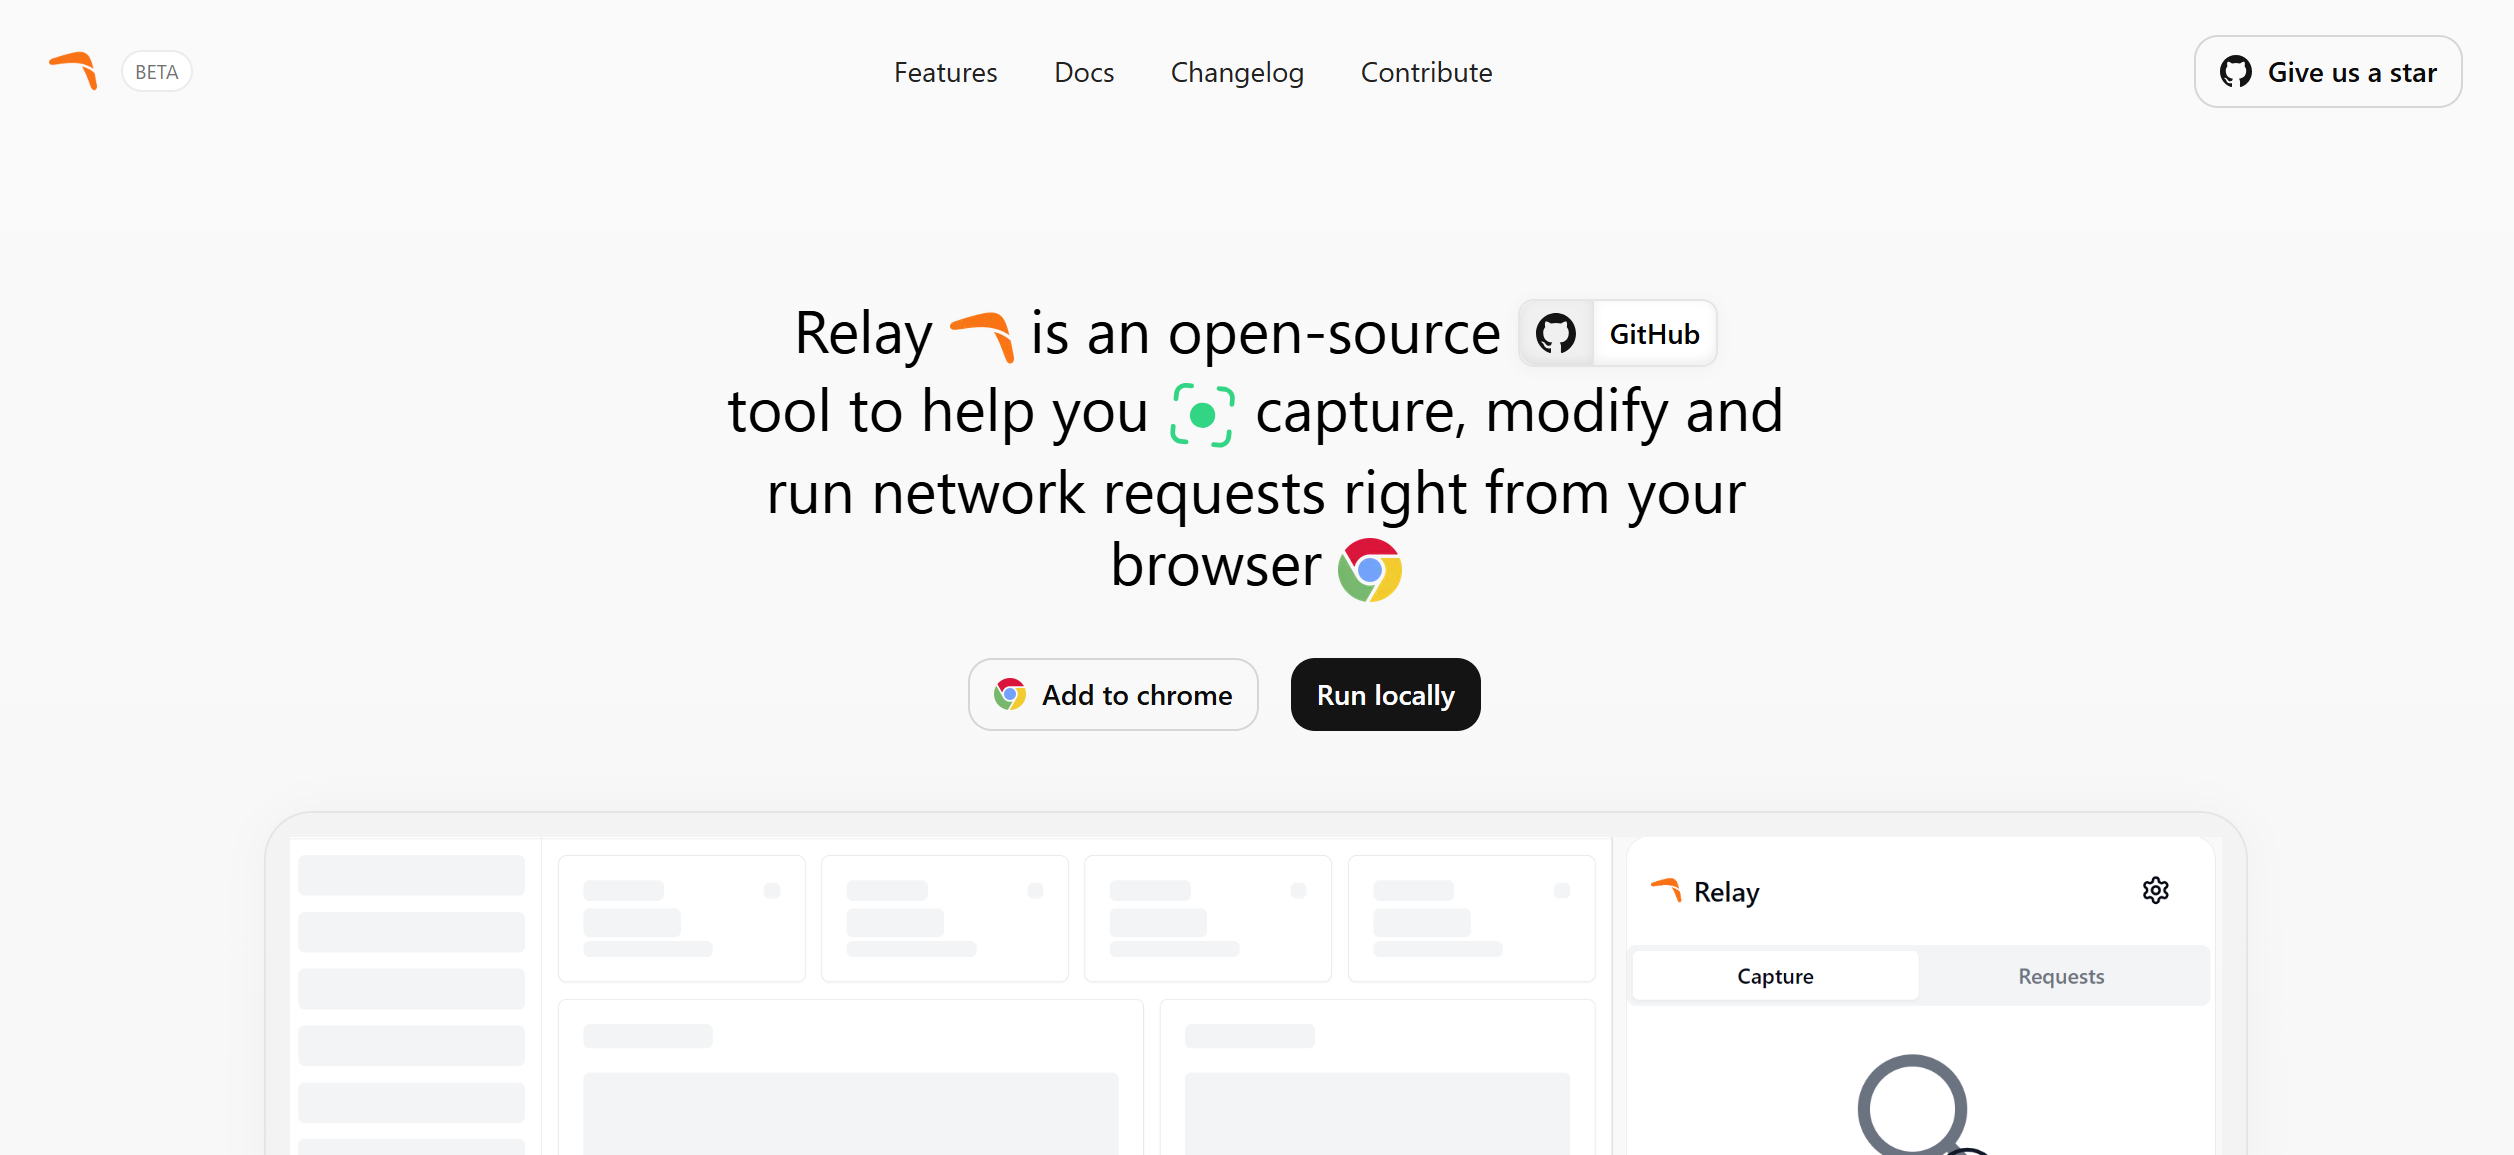 BETA
Features
Docs
Changelog
Contribute
Give us a star
Relay is an open-source GitHub
tool to help you capture, modify and
run network requests right from your
browser
Add to chrome
Run locally
Relay
Capture
Requests